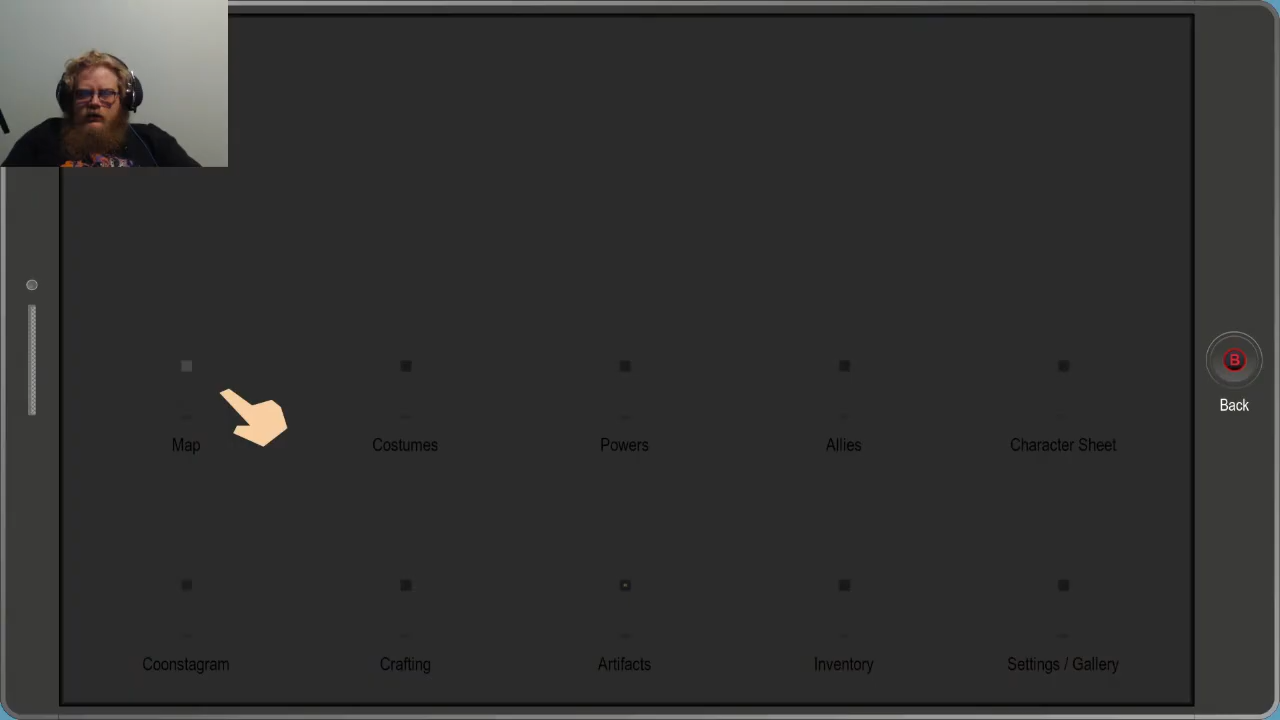 B
Back
Map
Costumes
Powers
Allies
Character Sheet
Coonstagram
Crafting
Artifacts
Inventory
Settings / Gallery